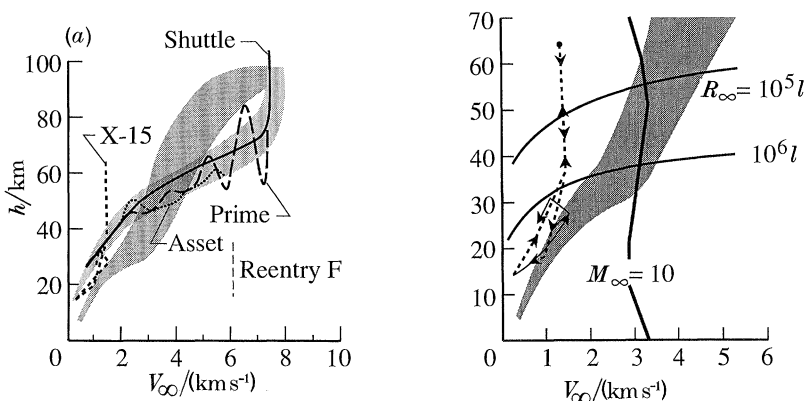 (a)
Shuttle
100
80
60
40
20
0
h/km
X-15
Prime
Asset
Reentry F
2
4
6
8
10
V∞/(km s⁻¹)
70
60
50
40
30
20
10
0
R∞= 10⁵l
10⁶l
M∞= 10
1
2
3
4
5
6
V∞/(km s⁻¹)